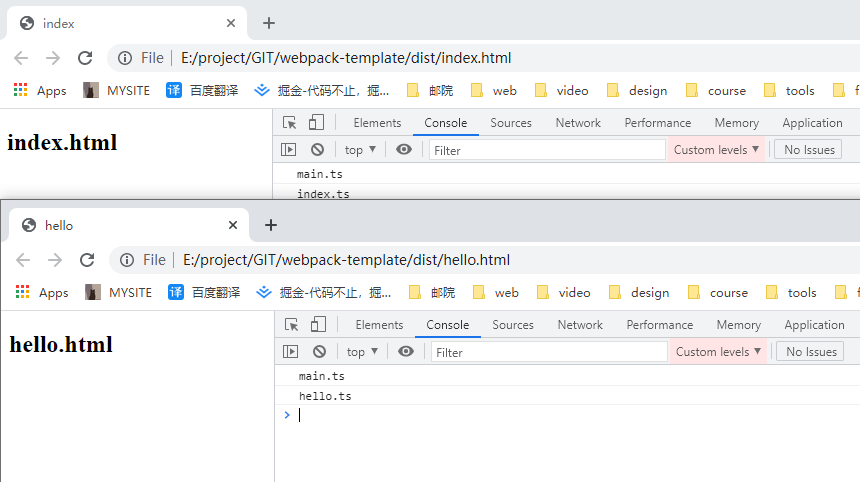 index
File E:/project/GIT/webpack-template/dist/index.html
Apps MYSITE 译 百度翻译 掘金-代码不止，掘... 邮院 web video design course tools f
index.html
Elements Console Sources Network Performance Memory Application
top Filter Custom levels No Issues
main.ts
index.ts
hello
File E:/project/GIT/webpack-template/dist/hello.html
Apps MYSITE 译 百度翻译 掘金-代码不止，掘... 邮院 web video design course tools f
hello.html
Elements Console Sources Network Performance Memory Application
top Filter Custom levels No Issues
main.ts
hello.ts